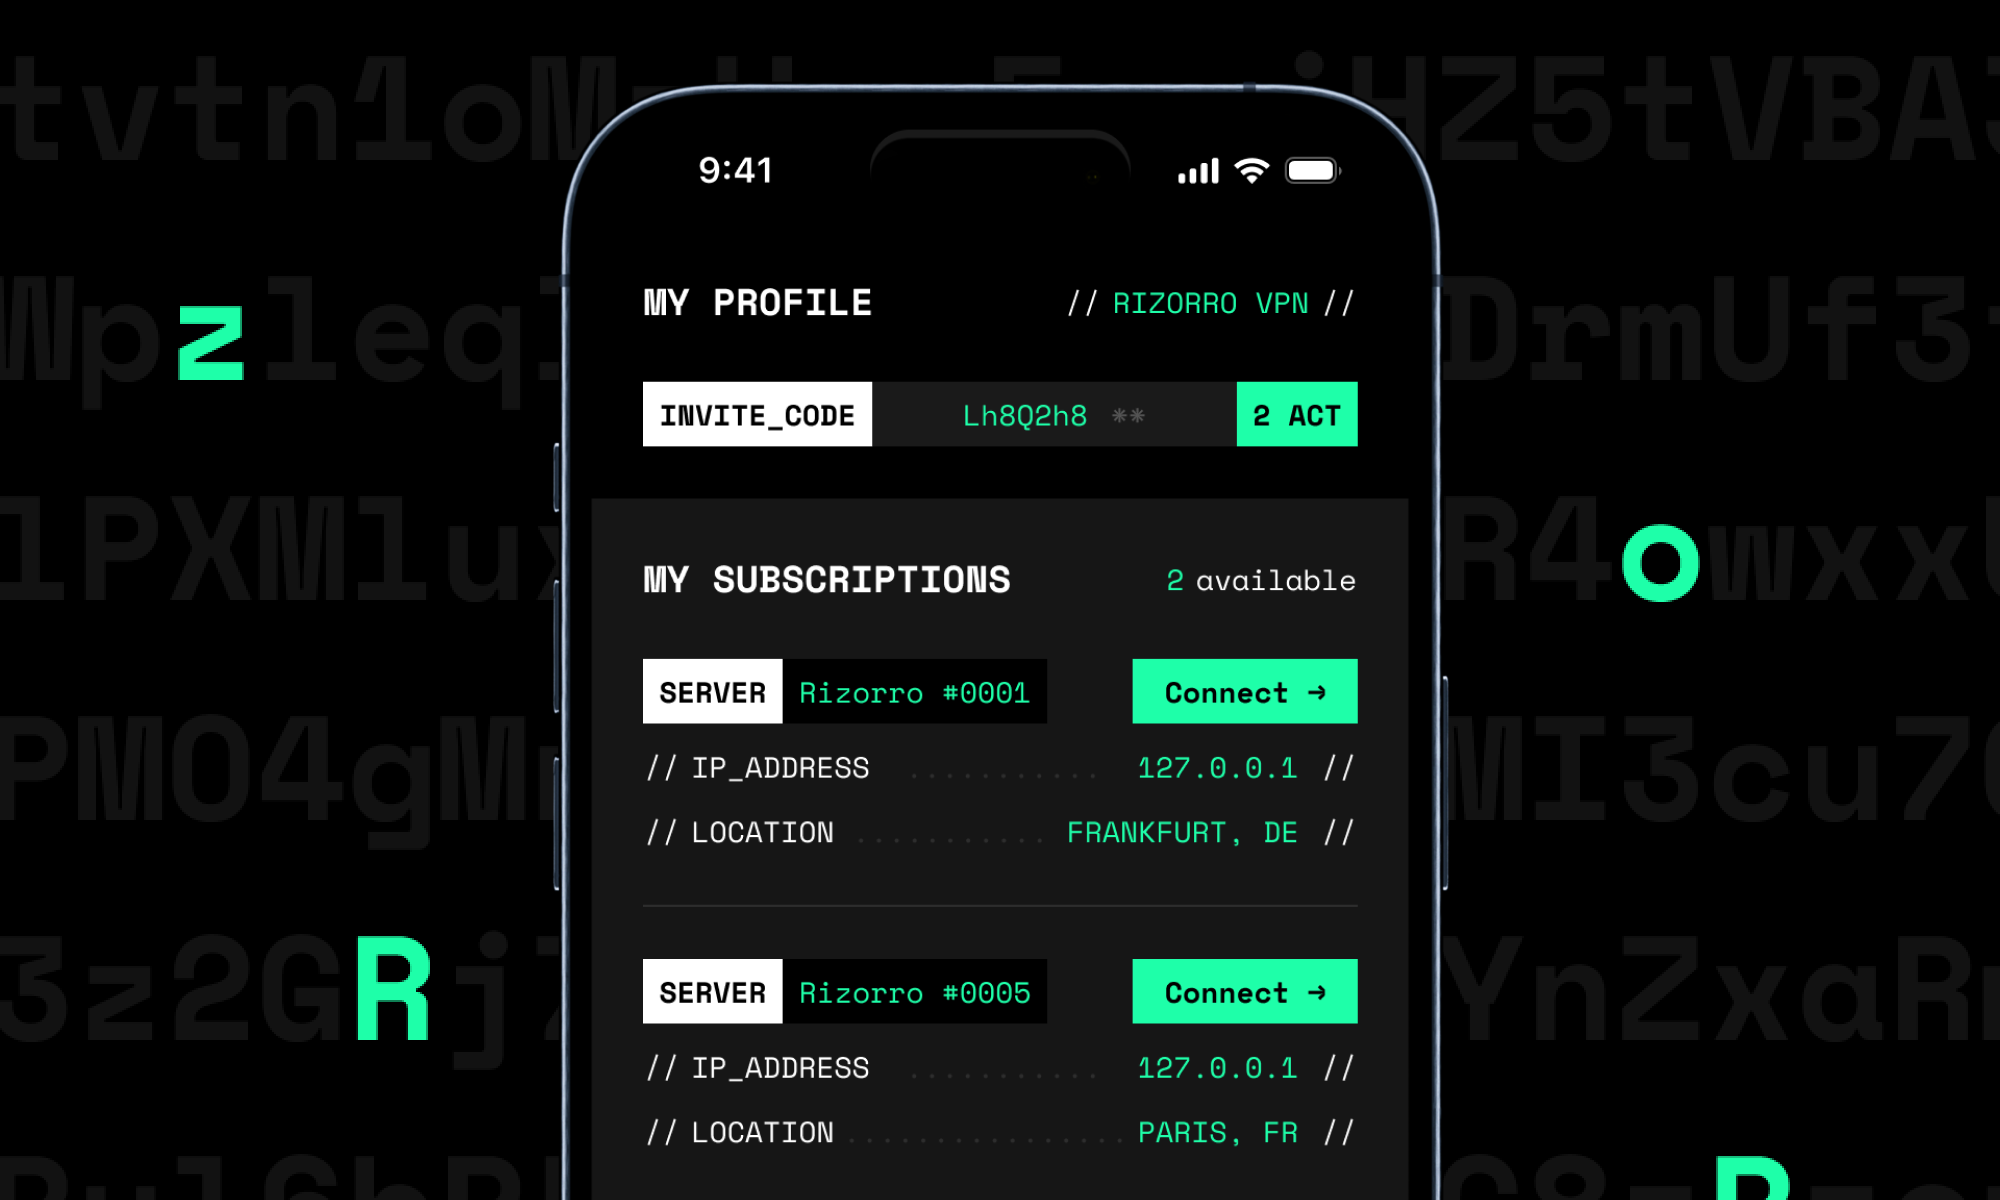 tvtn1oM
HZ5tVBA
9:41
Wpzleq
DrmUf3
MY PROFILE // RIZORRO VPN //
INVITE_CODE Lh8Q2h8 ** 2 ACT
1PXMlux
R4owxx
MY SUBSCRIPTIONS 2 available
SERVER Rizorro #0001 Connect →
// IP_ADDRESS ........... 127.0.0.1 //
PMO4gM
MI3cu7
// LOCATION ........... FRANKFURT, DE //
3z2GRj
YnZxaR
SERVER Rizorro #0005 Connect →
// IP_ADDRESS ........... 127.0.0.1 //
// LOCATION ................ PARIS, FR //